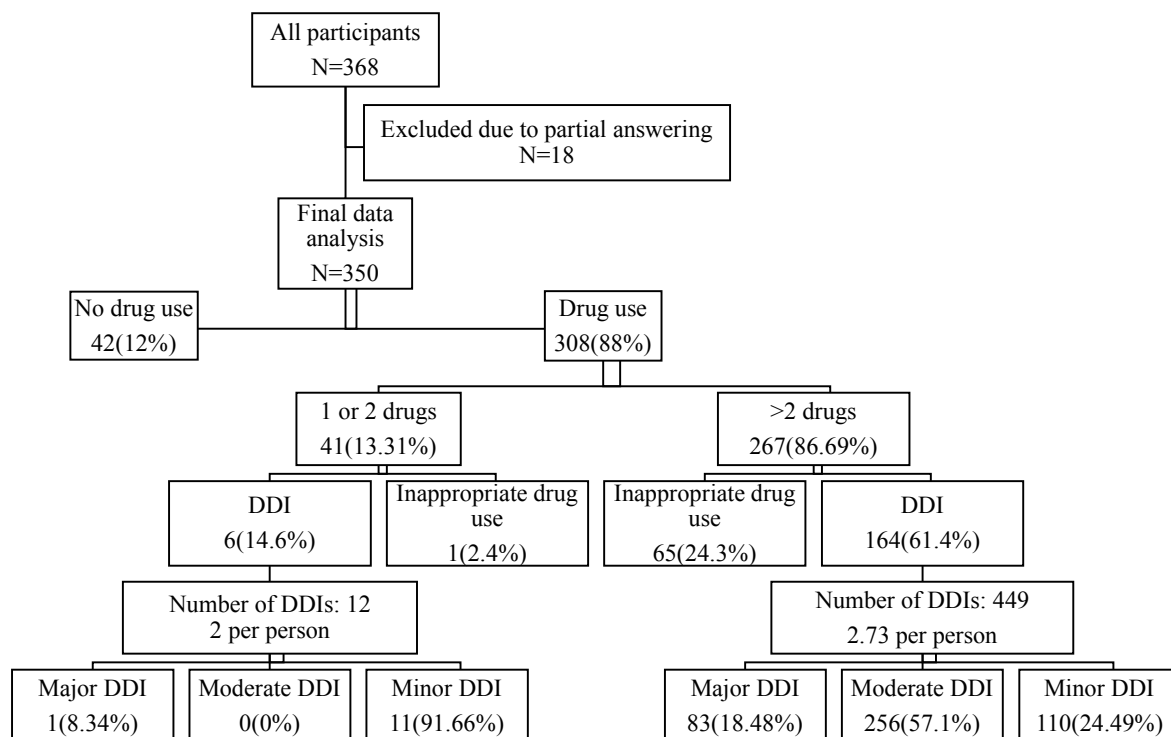 All participants
N=368
Excluded due to partial answering
N=18
Final data
analysis
N=350
No drug use
42(12%)
Drug use
308(88%)
1 or 2 drugs
41(13.31%)
>2 drugs
267(86.69%)
DDI
6(14.6%)
Inappropriate drug
use
1(2.4%)
Inappropriate drug
use
65(24.3%)
DDI
164(61.4%)
Number of DDIs: 12
2 per person
Number of DDIs: 449
2.73 per person
Major DDI
1(8.34%)
Moderate DDI
0(0%)
Minor DDI
11(91.66%)
Major DDI
83(18.48%)
Moderate DDI
256(57.1%)
Minor DDI
110(24.49%)